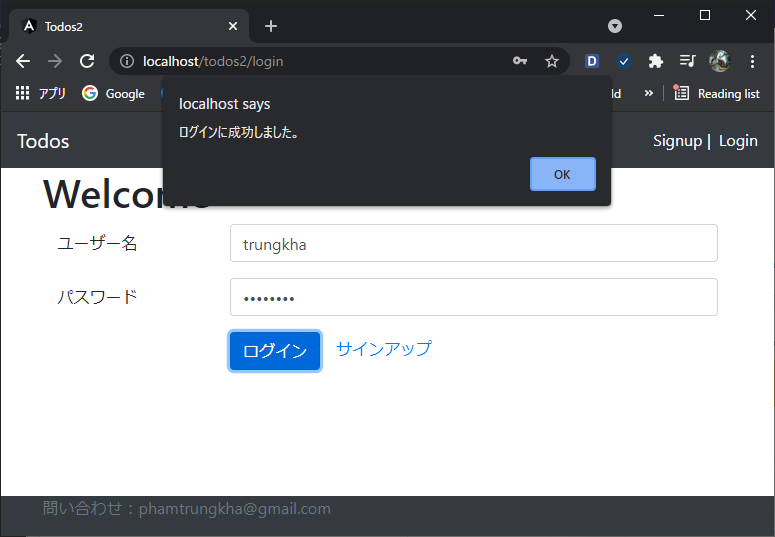 Todos2
localhost/todos2/login
アプリ
Google
Reading list
localhost says
ログインに成功しました。
OK
Todos
Signup | Login
Welcome
ユーザー名
trungkha
パスワード
ログイン
サインアップ
問い合わせ：phamtrungkha@gmail.com